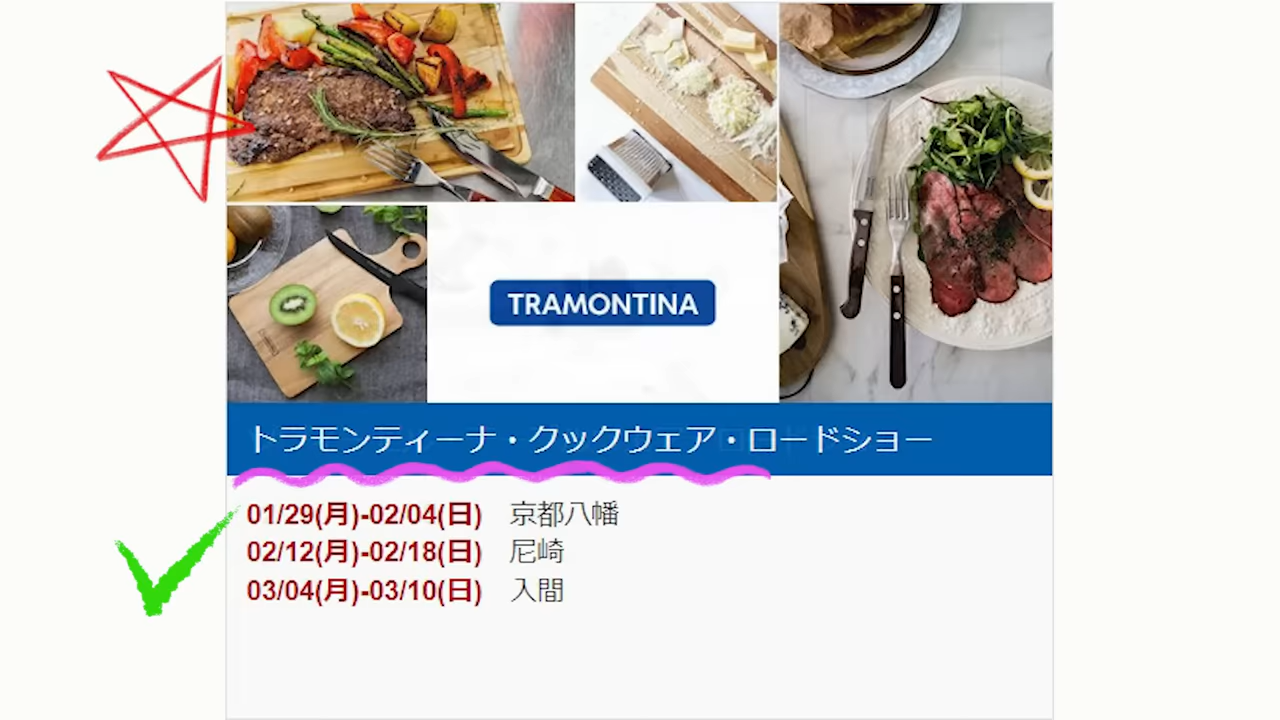 TRAMONTINA
トラモンティーナ・クックウェア・ロードショー
01/29(月)-02/04(日) 京都八幡
02/12(月)-02/18(日) 尼崎
03/04(月)-03/10(日) 入間